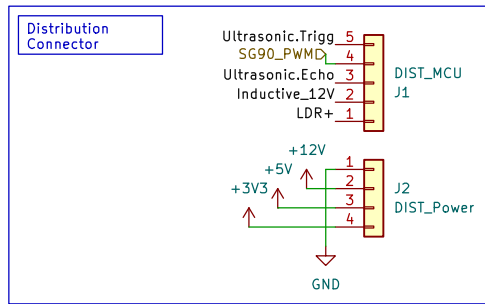 Distribution
Connector
Ultrasonic.Trigg 5
SG90_PWM 4
Ultrasonic.Echo 3
DIST_MCU
Inductive_12V 2
J1
LDR+ 1
+12V
1
+5V
2
J2
+3V3
3
DIST_Power
4
GND